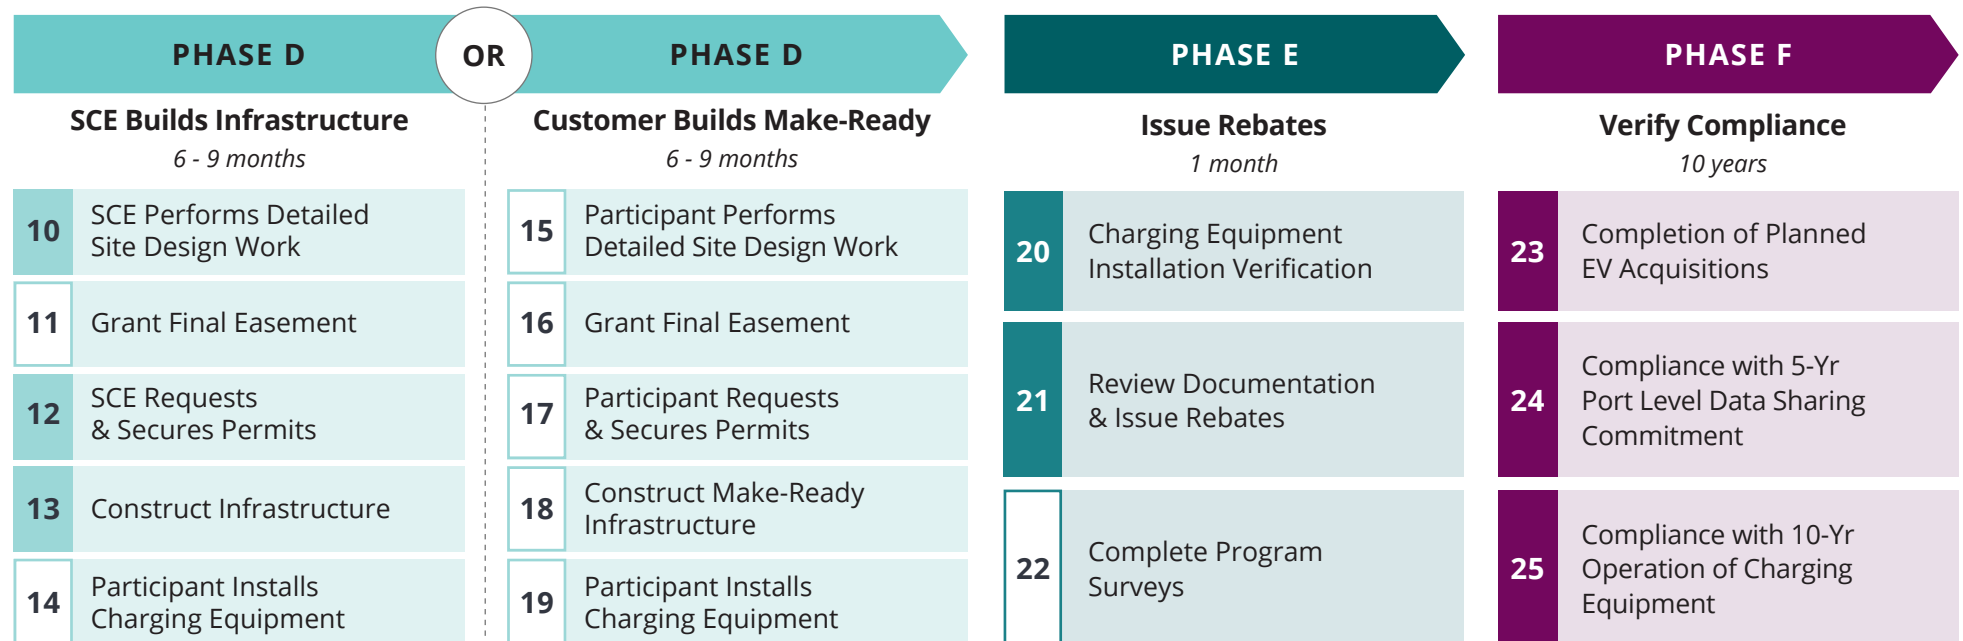 PHASE D
OR
PHASE D
PHASE E
PHASE F
SCE Builds Infrastructure
6 - 9 months
10
SCE Performs Detailed
Site Design Work
11
Grant Final Easement
12
SCE Requests
& Secures Permits
13
Construct Infrastructure
14
Participant Installs
Charging Equipment
Customer Builds Make-Ready
6 - 9 months
15
Participant Performs
Detailed Site Design Work
16
Grant Final Easement
17
Participant Requests
& Secures Permits
18
Construct Make-Ready
Infrastructure
19
Participant Installs
Charging Equipment
Issue Rebates
1 month
20
Charging Equipment
Installation Verification
21
Review Documentation
& Issue Rebates
22
Complete Program
Surveys
Verify Compliance
10 years
23
Completion of Planned
EV Acquisitions
24
Compliance with 5-Yr
Port Level Data Sharing
Commitment
25
Compliance with 10-Yr
Operation of Charging
Equipment